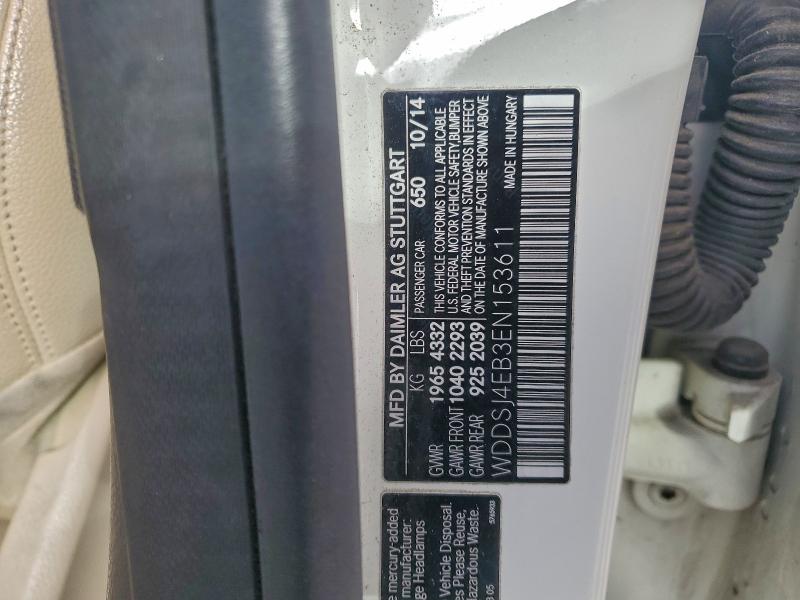 MFD BY DAIMLER AG STUTTGART 10/14
KG LBS PASSENGER CAR 650
GVWR 1965 4332 THIS VEHICLE CONFORMS TO ALL APPLICABLE
GAWR FRONT 1040 2293 U.S. FEDERAL MOTOR VEHICLE SAFETY,BUMPER
AND THEFT PREVENTION STANDARDS IN EFFECT
GAWR REAR 925 2039 ON THE DATE OF MANUFACTURE SHOWN ABOVE
WDDSJ4EB3EN153611 MADE IN HUNGARY
e mercury-added
manufacturer:
ge Headlamps
Vehicle Disposal.
es Please Reuse,
azardous Waste.
05